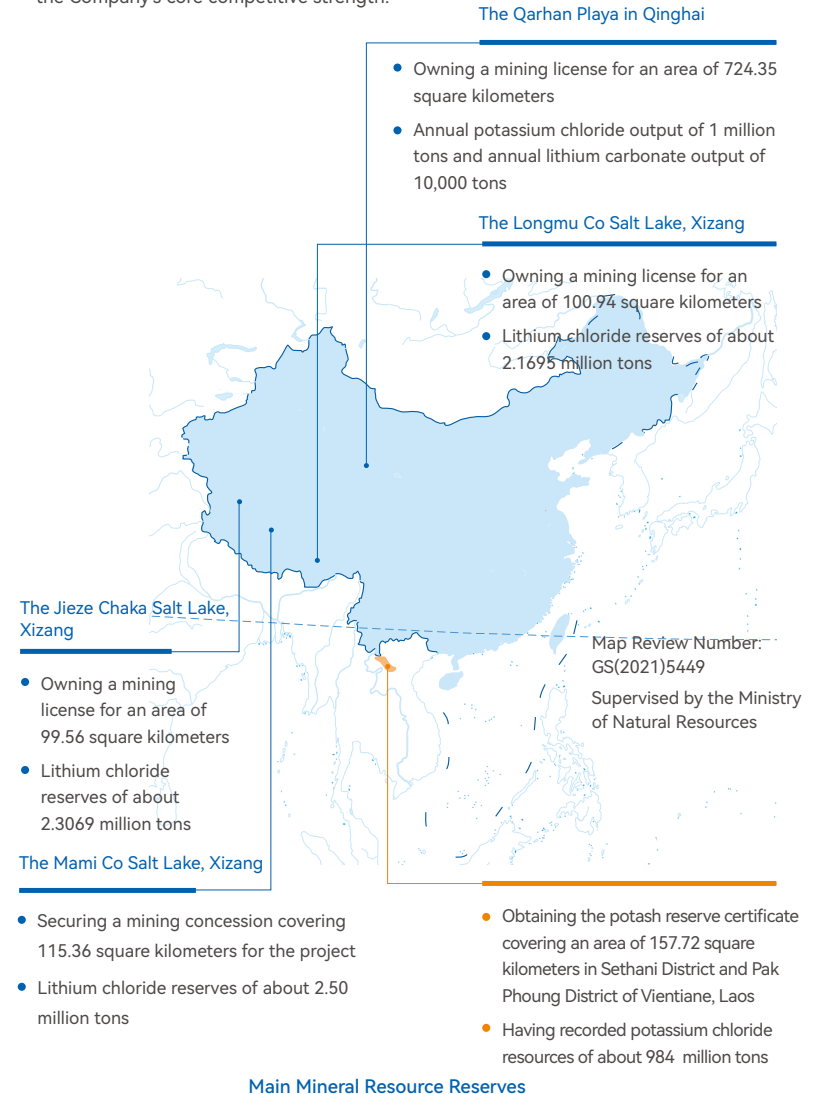 the Company's core competitive strength.
The Qarhan Playa in Qinghai
Owning a mining license for an area of 724.35
square kilometers
Annual potassium chloride output of 1 million
tons and annual lithium carbonate output of
10,000 tons
The Longmu Co Salt Lake, Xizang
Owning a mining license for an
area of 100.94 square kilometers
Lithium chloride reserves of about
2.1695 million tons
The Jieze Chaka Salt Lake,
Xizang
Owning a mining
license for an area of
99.56 square kilometers
Lithium chloride
reserves of about
2.3069 million tons
Map Review Number:
GS(2021)5449
Supervised by the Ministry
of Natural Resources
The Mami Co Salt Lake, Xizang
Securing a mining concession covering
115.36 square kilometers for the project
Lithium chloride reserves of about 2.50
million tons
Obtaining the potash reserve certificate
covering an area of 157.72 square
kilometers in Sethani District and Pak
Phoung District of Vientiane, Laos
Having recorded potassium chloride
resources of about 984 million tons
Main Mineral Resource Reserves